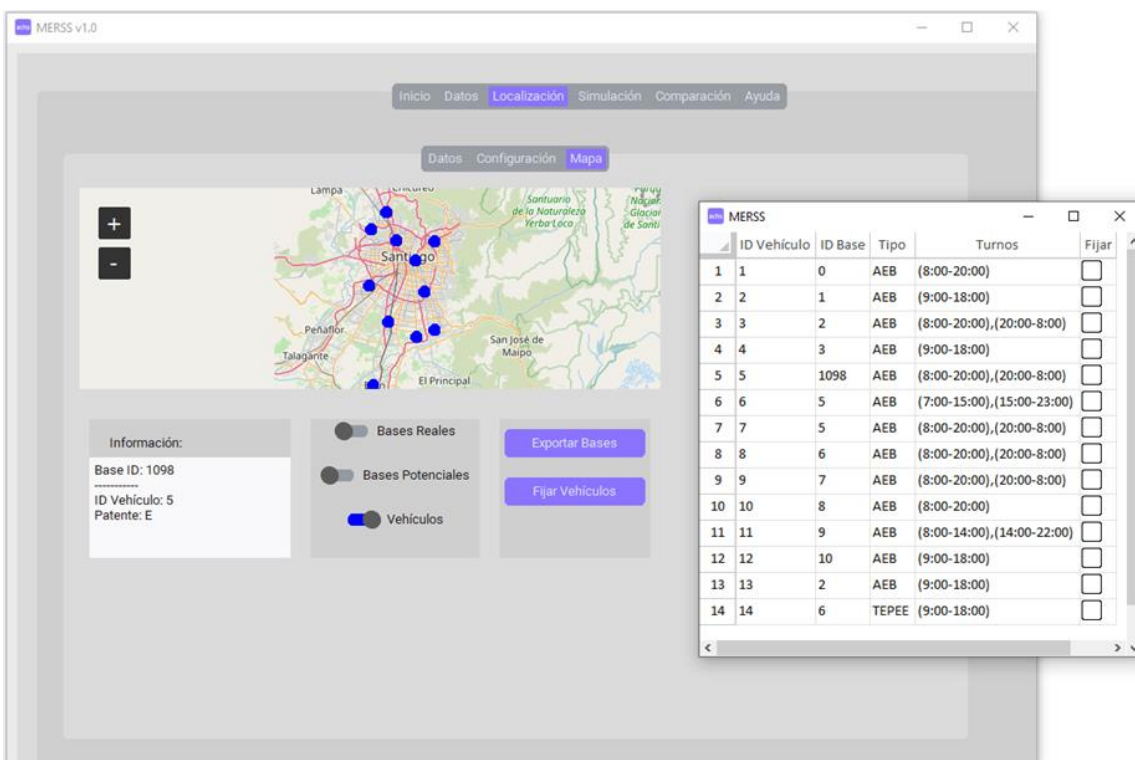 MERSS v1.0
Inicio Datos Localización Simulación Comparación Ayuda
Datos Configuración Mapa
+
-
Lampa
Santuario
de la Naturaleza
Yerba Loca
Glaciar
de Santi
Santiago
Peñaflor
Talagante
San José de
Maipo
El Principal
Información:
Base ID: 1098
-----------
ID Vehículo: 5
Patente: E
Bases Reales
Bases Potenciales
Vehículos
Exportar Bases
Fijar Vehículos
MERSS
ID Vehículo ID Base Tipo Turnos Fijar
1 1 0 AEB (8:00-20:00)
2 2 1 AEB (9:00-18:00)
3 3 2 AEB (8:00-20:00),(20:00-8:00)
4 4 3 AEB (9:00-18:00)
5 5 1098 AEB (8:00-20:00),(20:00-8:00)
6 6 5 AEB (7:00-15:00),(15:00-23:00)
7 7 5 AEB (8:00-20:00),(20:00-8:00)
8 8 6 AEB (8:00-20:00),(20:00-8:00)
9 9 7 AEB (8:00-20:00),(20:00-8:00)
10 10 8 AEB (8:00-20:00)
11 11 9 AEB (8:00-14:00),(14:00-22:00)
12 12 10 AEB (9:00-18:00)
13 13 2 AEB (9:00-18:00)
14 14 6 TEPEE (9:00-18:00)